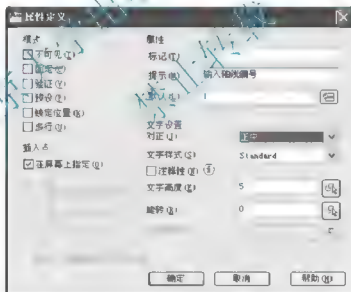 属性定义
模式
不可见(I)
固定(C)
验证(V)
预设(P)
锁定位置(K)
多行(U)
插入点
在屏幕上指定(O)
属性
标记(T)
提示(M) 输入轴线编号
默认(L) 1
文字设置
对正(J) 正中
文字样式(S) Standard
注释性(N)
文字高度(E) 5
旋转(R) 0
确定
取消
帮助(H)